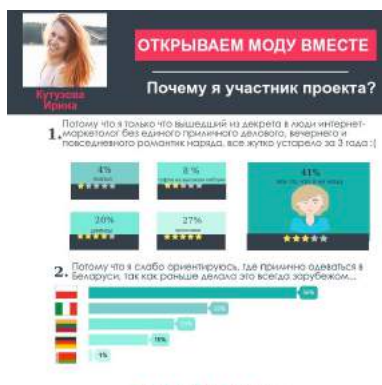 ОТКРЫВАЕМ МОДУ ВМЕСТЕ
Кутузова
Ирина
Почему я участник проекта?
1. Потому что я только что вышедший из декрета в люди интернет-
маркетолог без единого приличного делового, вечернего и
повседневного романтик наряда, все жутко устарело за 3 года :(
4%
8 %
41%
20%
27%
2. Потому что я слабо ориентируюсь, где прилично одеваться в
Беларуси, так как раньше делала это всегда зарубежом...